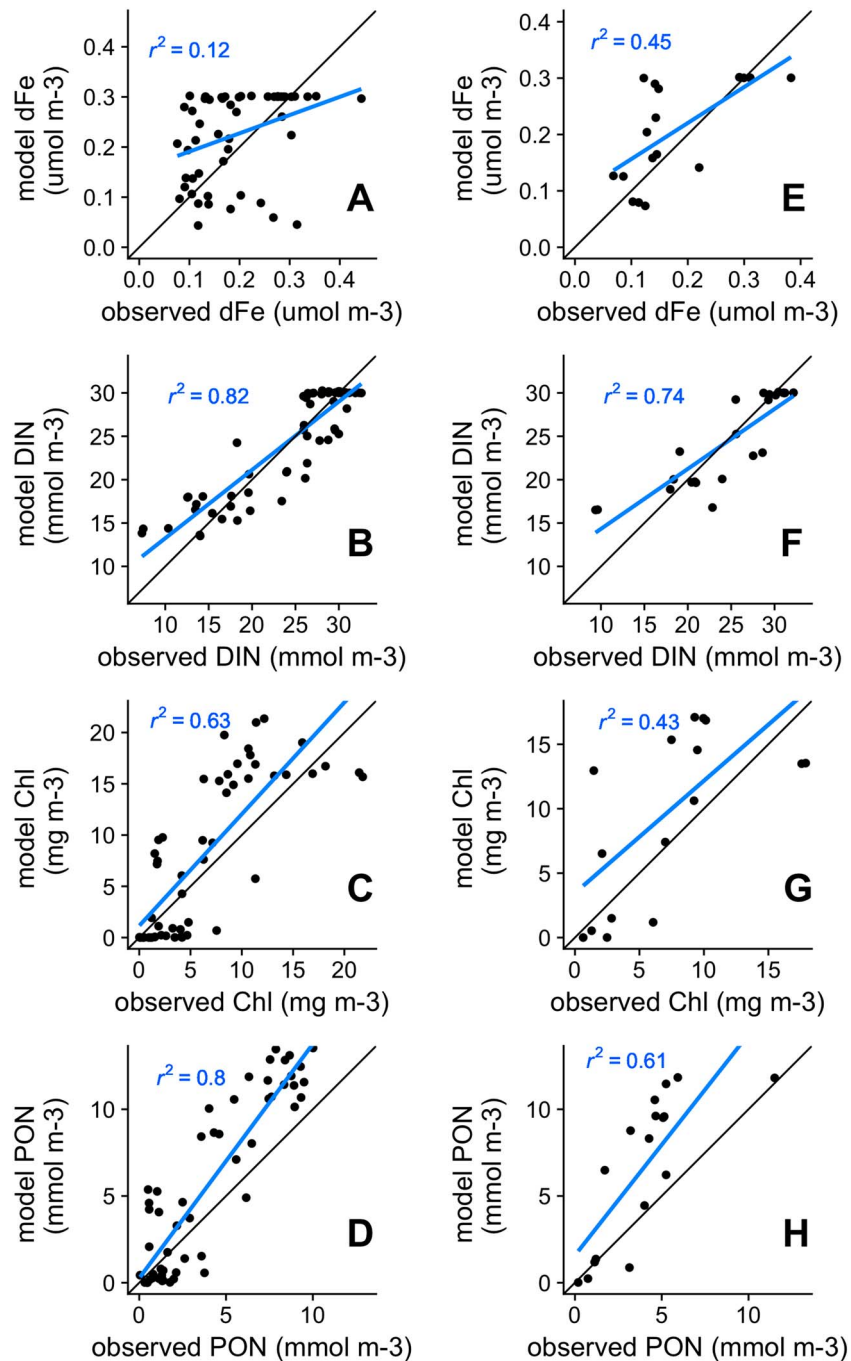 r² = 0.12
0.4
0.3
0.2
0.1
0.0
model dFe
(umol m-3)
A
0.0 0.1 0.2 0.3 0.4
observed dFe (umol m-3)
r² = 0.45
0.4
0.3
0.2
0.1
0.0
model dFe
(umol m-3)
E
0.0 0.1 0.2 0.3 0.4
observed dFe (umol m-3)
r² = 0.82
30
25
20
15
10
model DIN
(mmol m-3)
B
10 15 20 25 30
observed DIN (mmol m-3)
r² = 0.74
30
25
20
15
10
model DIN
(mmol m-3)
F
10 15 20 25 30
observed DIN (mmol m-3)
r² = 0.63
20
15
10
5
0
model Chl
(mg m-3)
C
0 5 10 15 20
observed Chl (mg m-3)
r² = 0.43
15
10
5
0
model Chl
(mg m-3)
G
0 5 10 15
observed Chl (mg m-3)
r² = 0.8
10
5
0
model PON
(mmol m-3)
D
0 5 10
observed PON (mmol m-3)
r² = 0.61
10
5
0
model PON
(mmol m-3)
H
0 5 10
observed PON (mmol m-3)